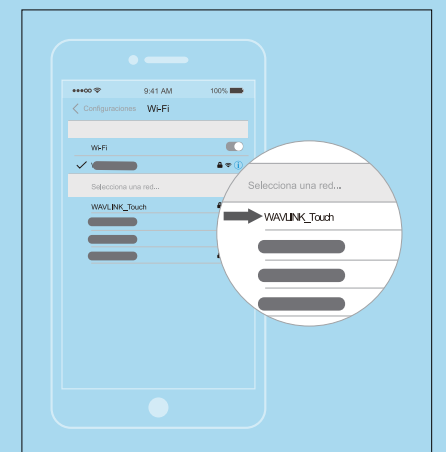 9:41 AM 100%
Configuraciones Wi-Fi
Wi-Fi
Selecciona una red...
WAVLINK_Touch
Selecciona una red...
WAVLINK_Touch